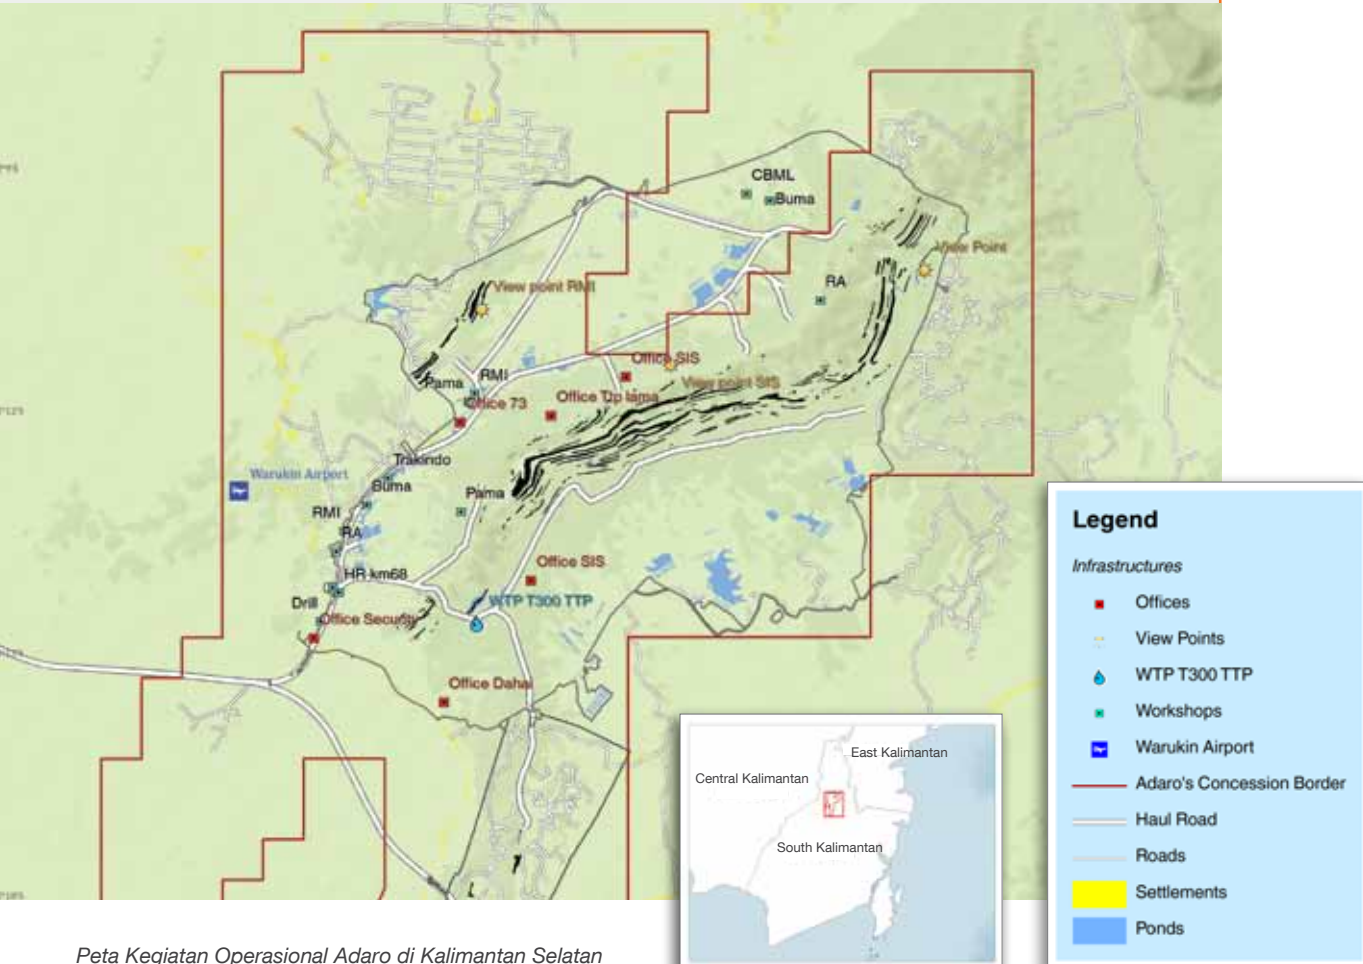 CBML
Buma
View Point
RA
View point RMI
Office SIS
View point SIS
Pama
RMI
Office 73
Office Up lama
Trakindo
Warukin Airport
Buma
Pama
RMI
RA
Office SIS
HR km68
WTP T300 TTP
Drill
Office Security
Office Dahai
Legend
Infrastructures
Offices
View Points
WTP T300 TTP
Workshops
Warukin Airport
Adaro's Concession Border
Haul Road
Roads
Settlements
Ponds
East Kalimantan
Central Kalimantan
South Kalimantan
Peta Kegiatan Operasional Adaro di Kalimantan Selatan